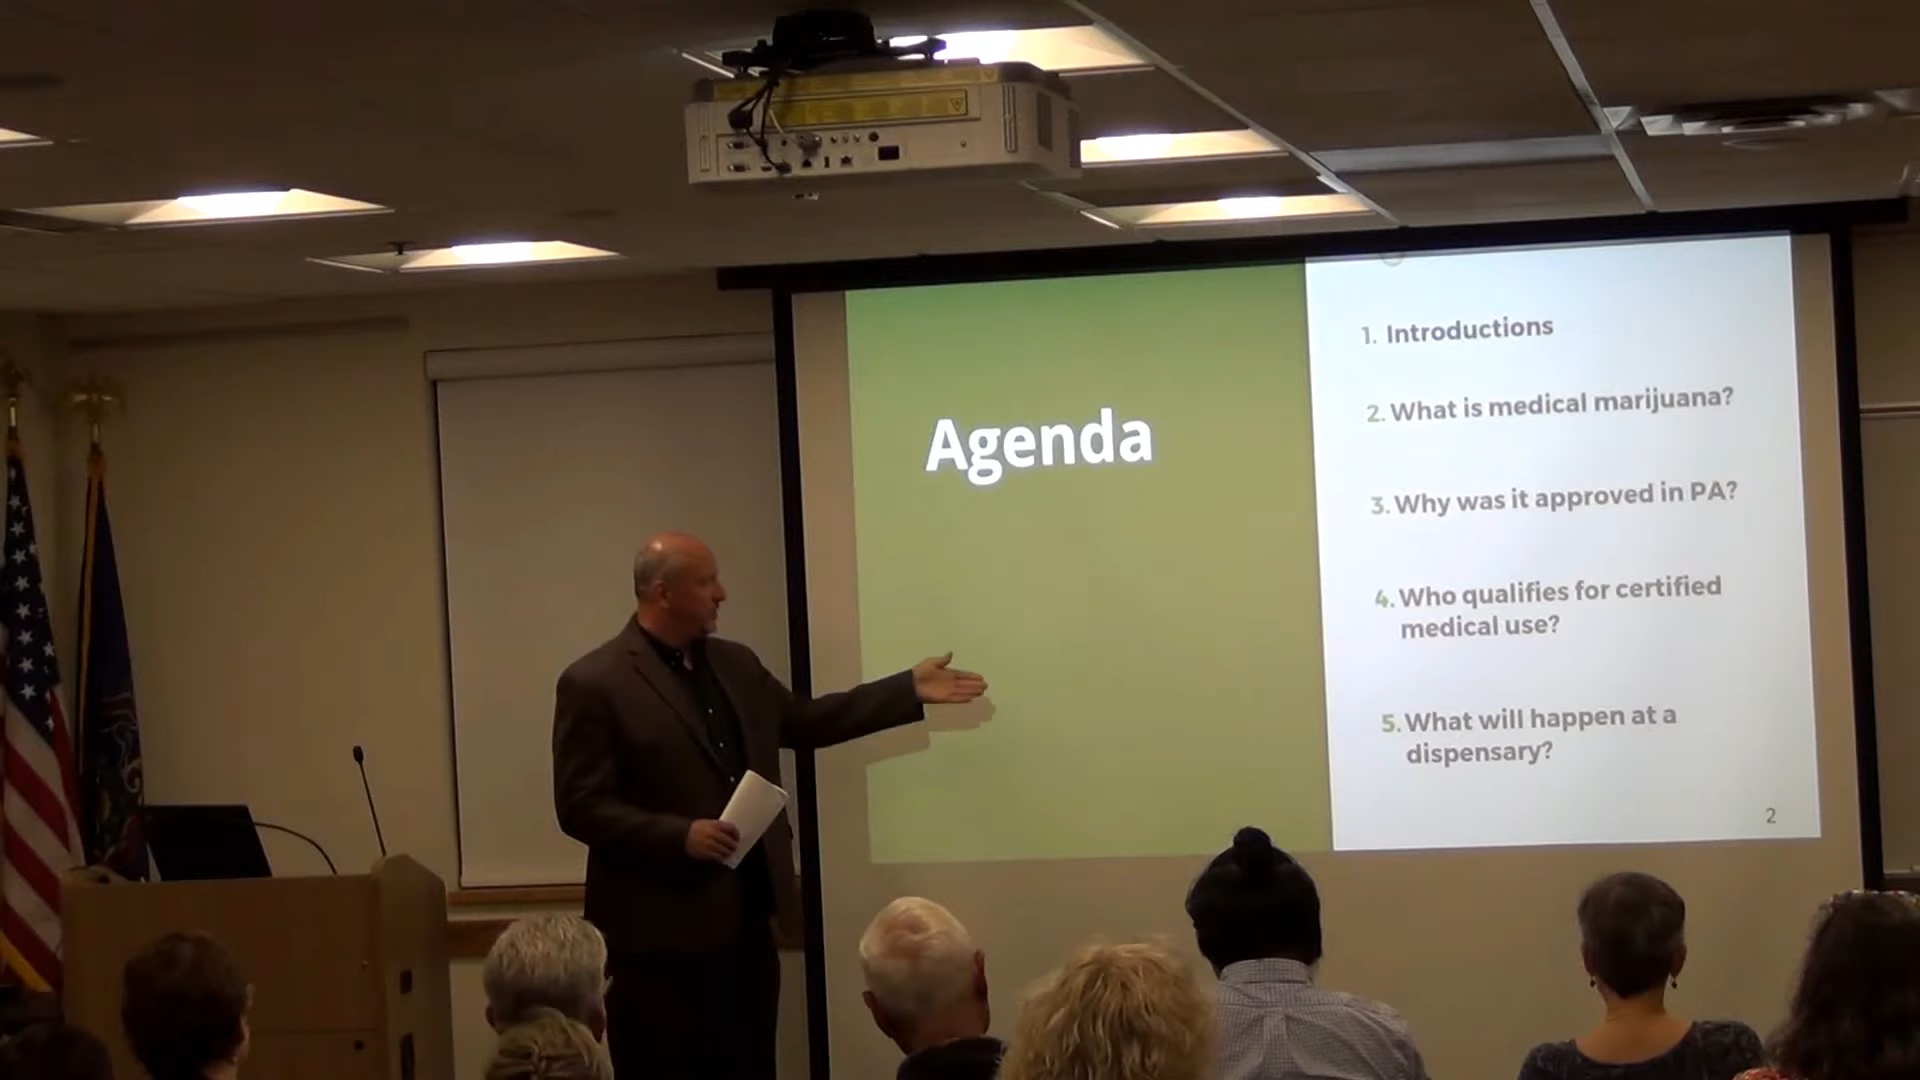 Agenda
1. Introductions
2. What is medical marijuana?
3. Why was it approved in PA?
4. Who qualifies for certified
medical use?
5. What will happen at a
dispensary?
2